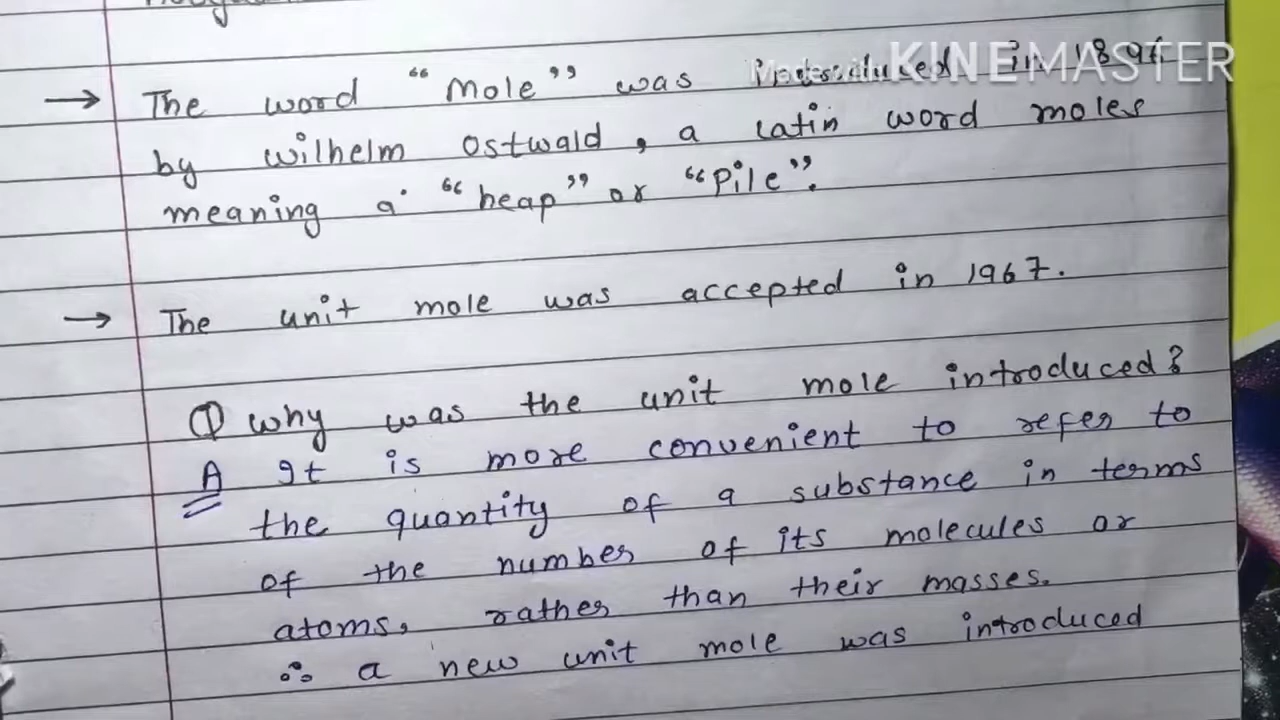 → The word “Mole” was introduced in 1896
by Wilhelm Ostwald, a Latin word moles
meaning a “heap” or “Pile”.
→ The unit mole was accepted in 1967.
Q why was the unit mole introduced?
A It is more convenient to refer to
the quantity of a substance in terms
of the number of its molecules or
atoms, rather than their masses.
∴ a new unit mole was introduced
Made with KINEMASTER